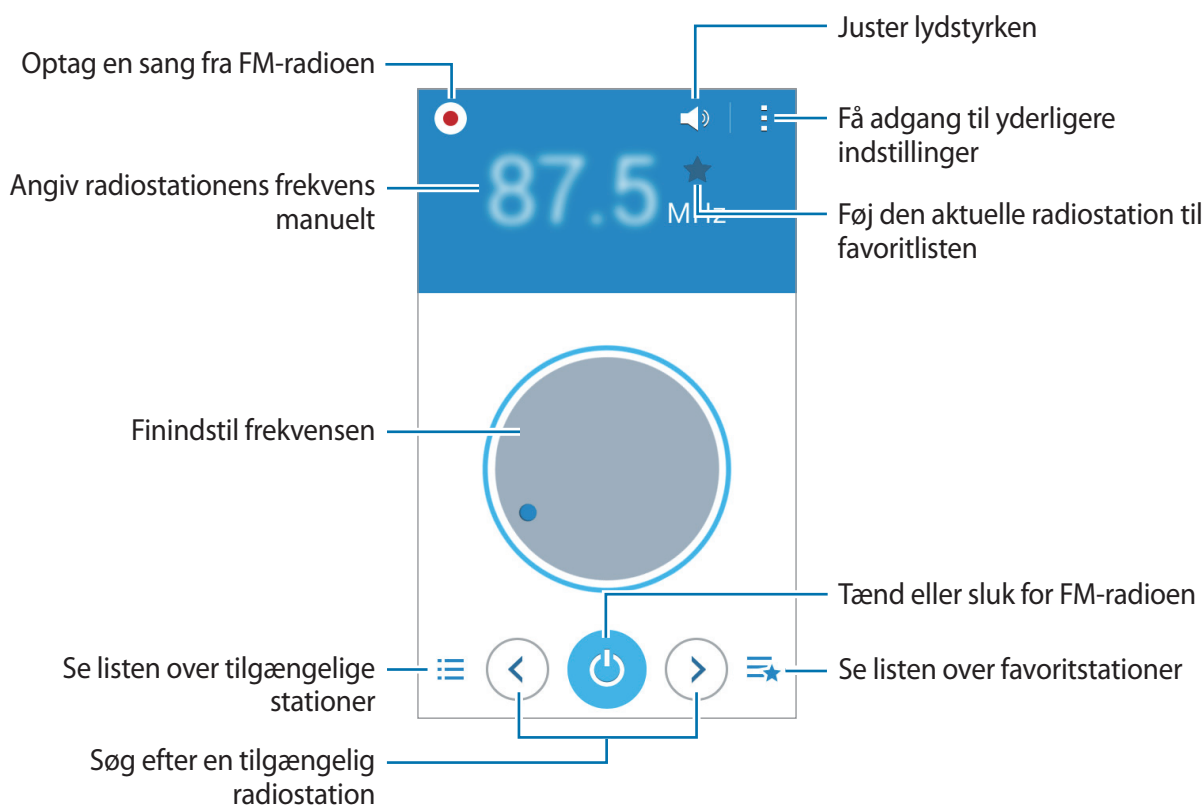 Juster lydstyrken
Optag en sang fra FM-radioen
Få adgang til yderligere
indstillinger
Angiv radiostationens frekvens
manuelt
87.5
MHz
Føj den aktuelle radiostation til
favoritlisten
Finindstil frekvensen
Tænd eller sluk for FM-radioen
Se listen over tilgængelige
stationer
Se listen over favoritstationer
Søg efter en tilgængelig
radiostation